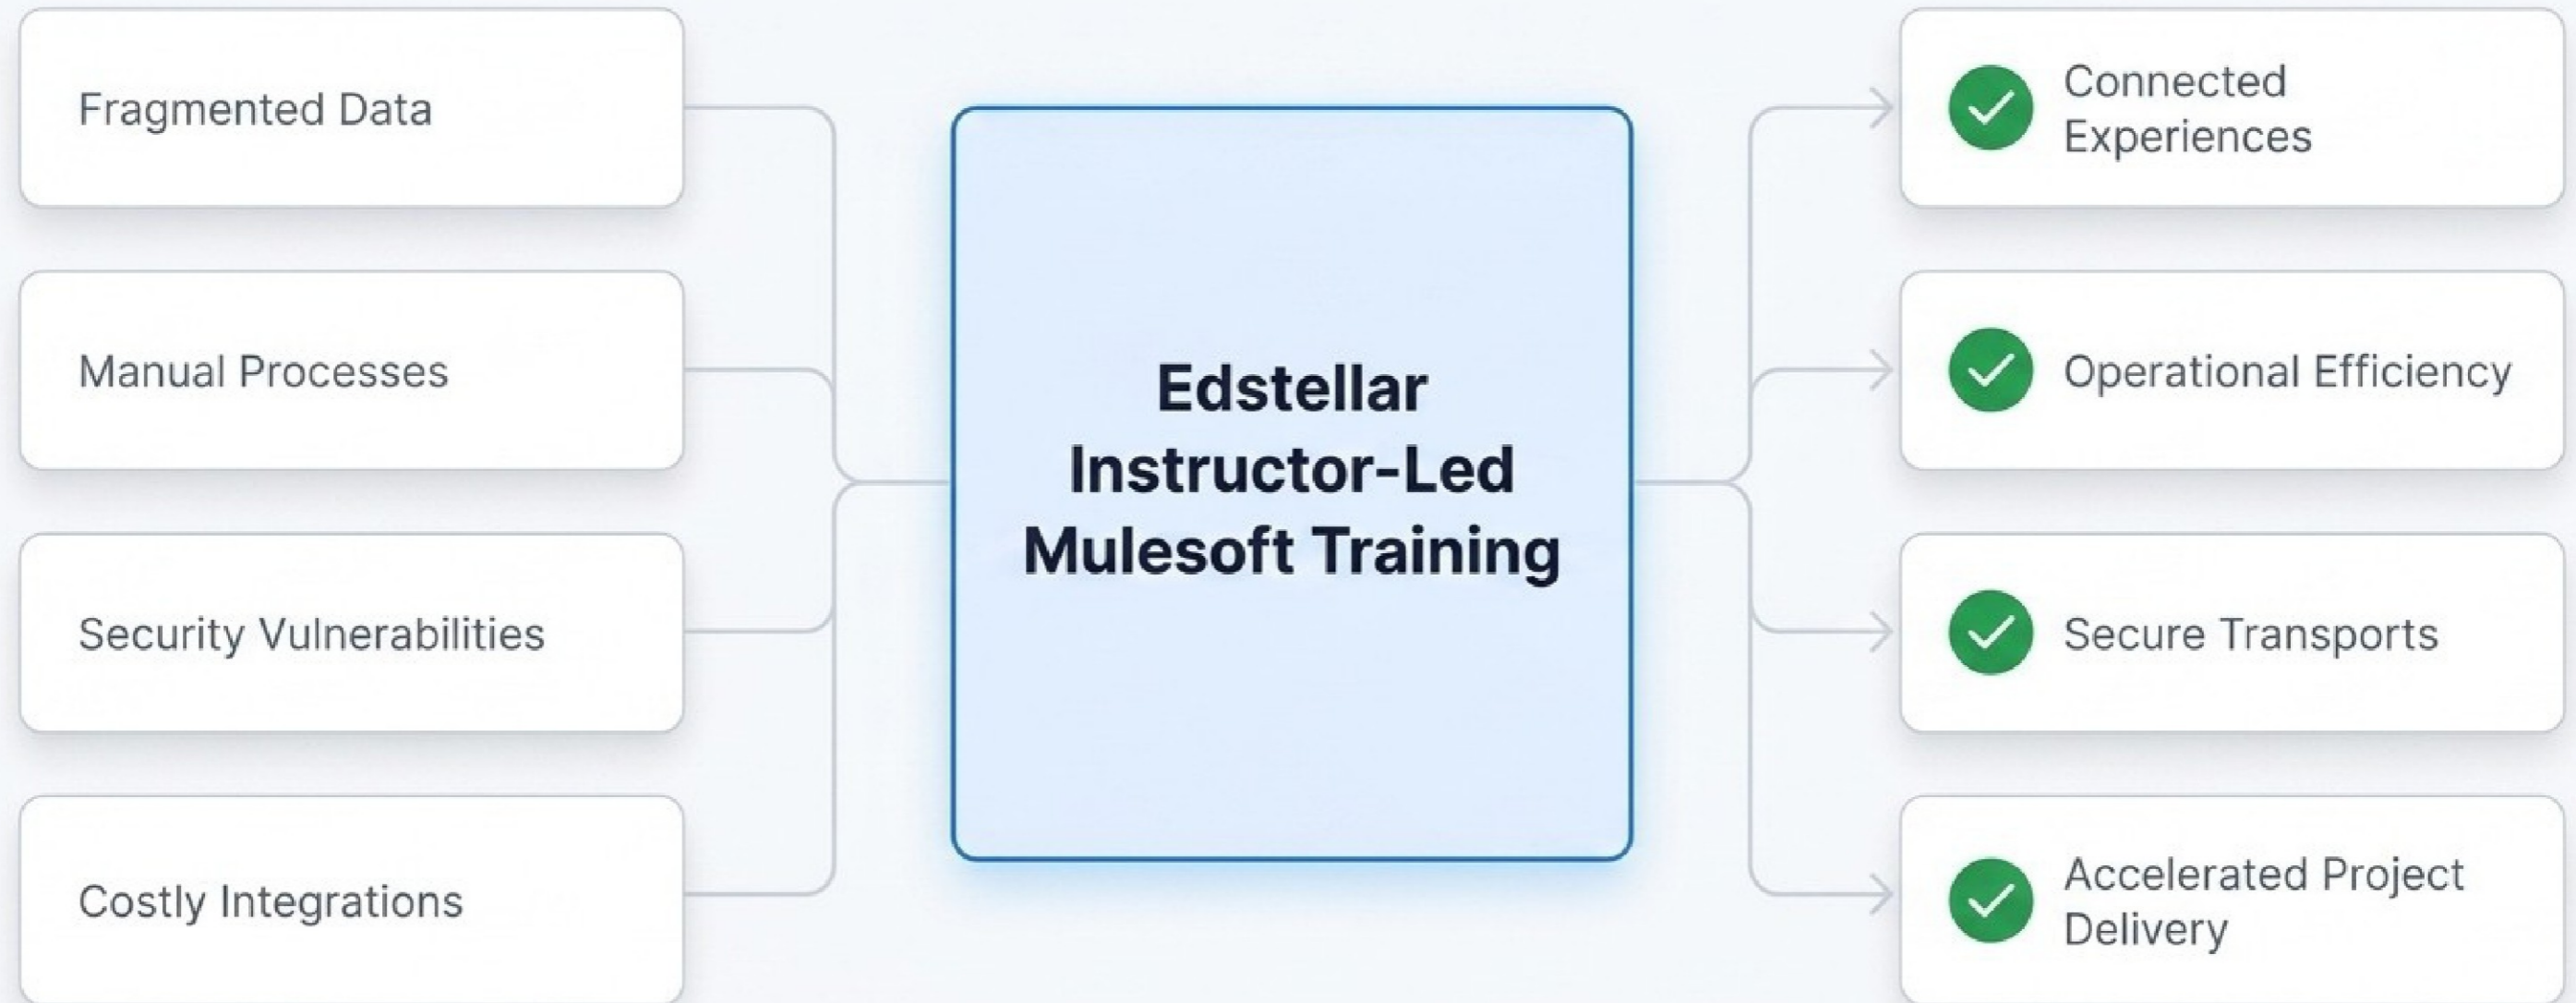 Fragmented Data
Manual Processes
Security Vulnerabilities
Costly Integrations
Edstellar
Instructor-Led
Mulesoft Training
Connected
Experiences
Operational Efficiency
Secure Transports
Accelerated Project
Delivery